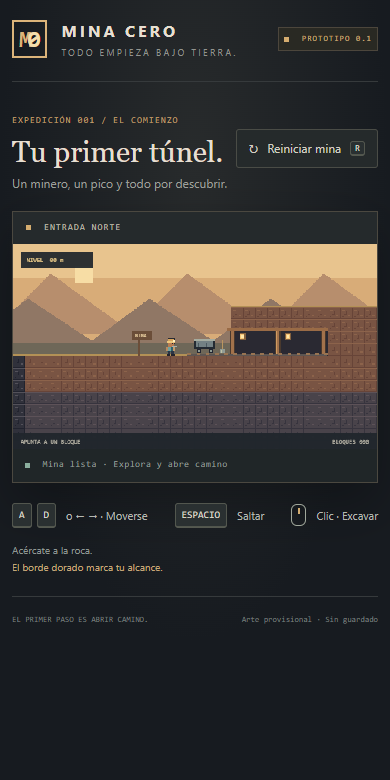 M0
MINA CERO
TODO EMPIEZA BAJO TIERRA.
PROTOTIPO 0.1
EXPEDICIÓN 001 / EL COMIENZO
Tu primer túnel.
↻ Reiniciar mina R
Un minero, un pico y todo por descubrir.
ENTRADA NORTE
NIVEL 00 m
MINA
APUNTA A UN BLOQUE
BLOQUES 000
Mina lista · Explora y abre camino
A D o ← → · Moverse
ESPACIO Saltar
Clic · Excavar
Acércate a la roca.
El borde dorado marca tu alcance.
EL PRIMER PASO ES ABRIR CAMINO.
Arte provisional · Sin guardado